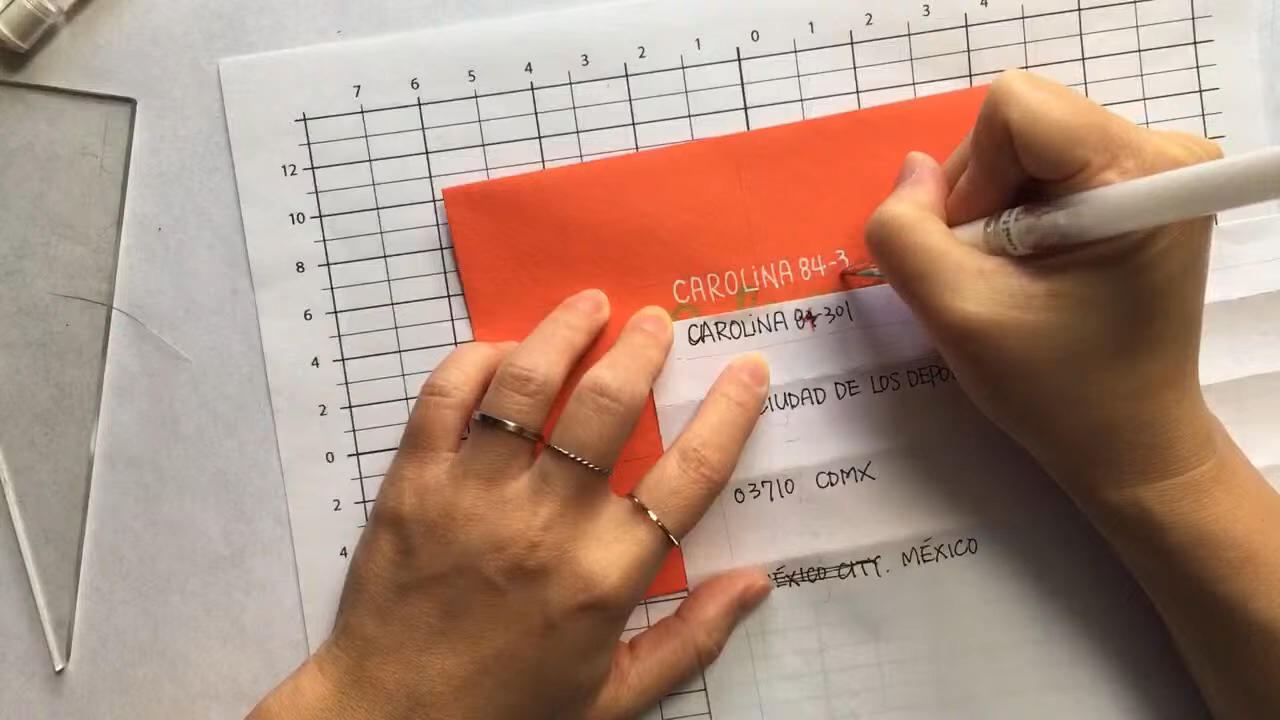 7 6 5 4 3 2 1 0 1 2 3 4
12
10
8
6
4
2
0
2
4
CAROLINA 84-3
CAROLINA 84-301
CIUDAD DE LOS
03710 CDMX
MÉXICO